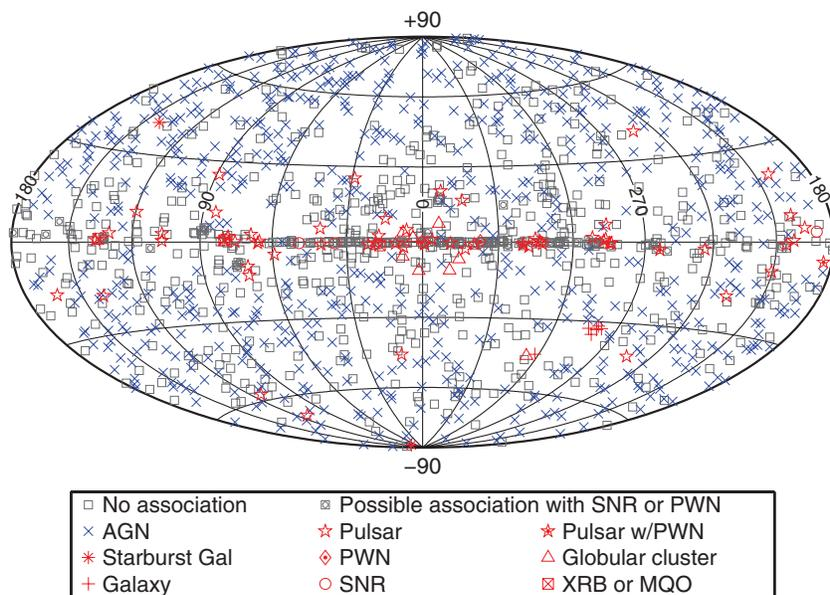 +90
-180
90
0
270
180
−90
No association
Possible association with SNR or PWN
AGN
Pulsar
Pulsar w/PWN
Starburst Gal
PWN
Globular cluster
Galaxy
SNR
XRB or MQO